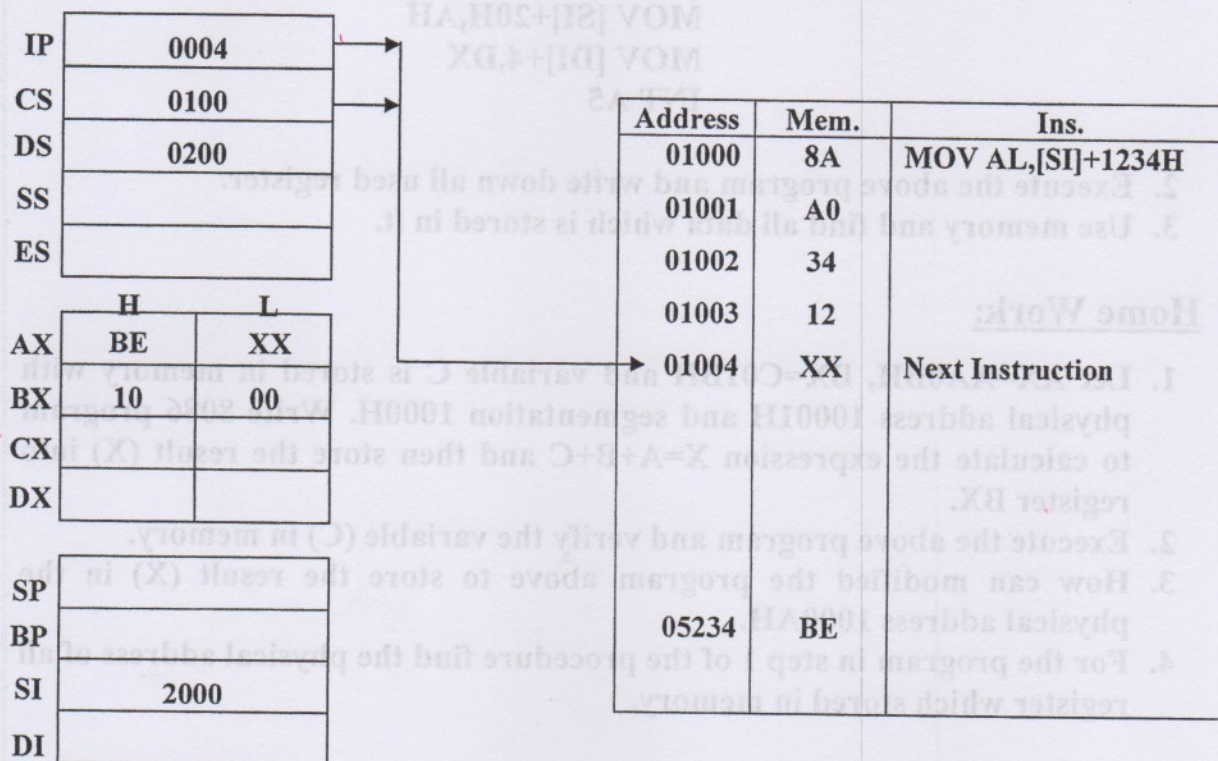 MOV [SI]+20H,AH
MOV [DI]+4,DX
INT A5
IP 0004
CS 0100
DS 0200
SS
ES
H L
AX BE XX
BX 10 00
CX
DX
SP
BP
SI 2000
DI
Address Mem. Ins.
01000 8A MOV AL,[SI]+1234H
01001 A0
01002 34
01003 12
01004 XX Next Instruction
05234 BE
2. Execute the above program and write down all used register.
3. Use memory and find all data which is stored in it.
Home Work:
1. and variable C is stored in memory with
physical address 10001H and segmentation 1000H. Write 8086 program
to calculate the expression X=A+B+C and then store the result (X) in
register BX.
2. Execute the above program and verify the variable (C) in memory.
3. How can modified the program above to store the result (X) in the
physical address
4. For the program in step 1 of the procedure find the physical address of all
register which stored in memory.